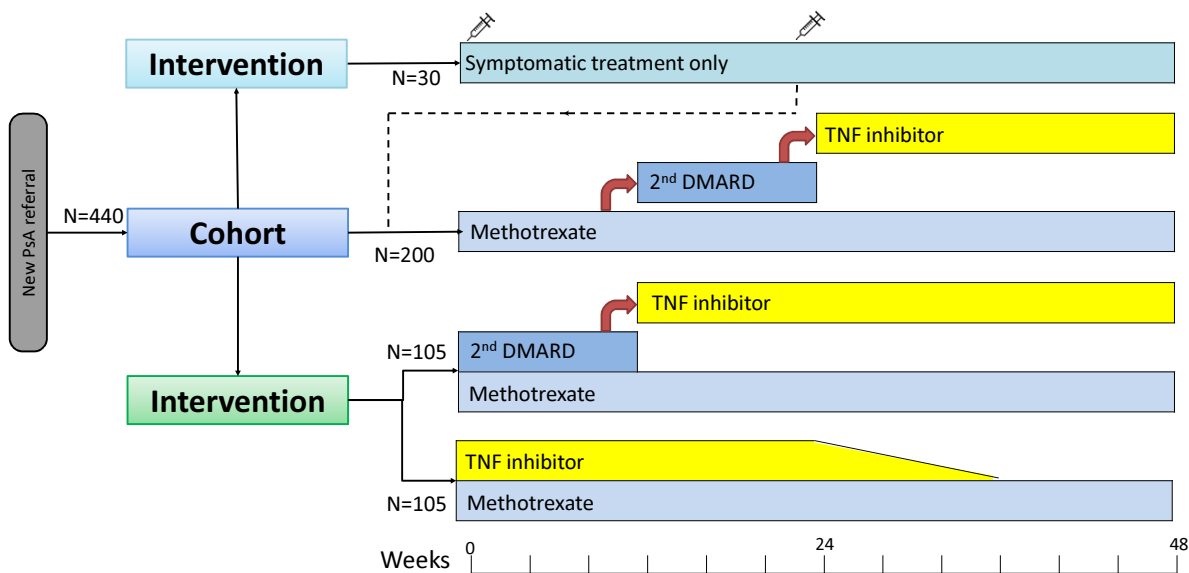 Intervention
N=30
Symptomatic treatment only
TNF inhibitor
2nd DMARD
New PsA referral
N=440
Cohort
N=200
Methotrexate
TNF inhibitor
N=105
2nd DMARD
Intervention
Methotrexate
TNF inhibitor
N=105
Methotrexate
Weeks
0
24
48